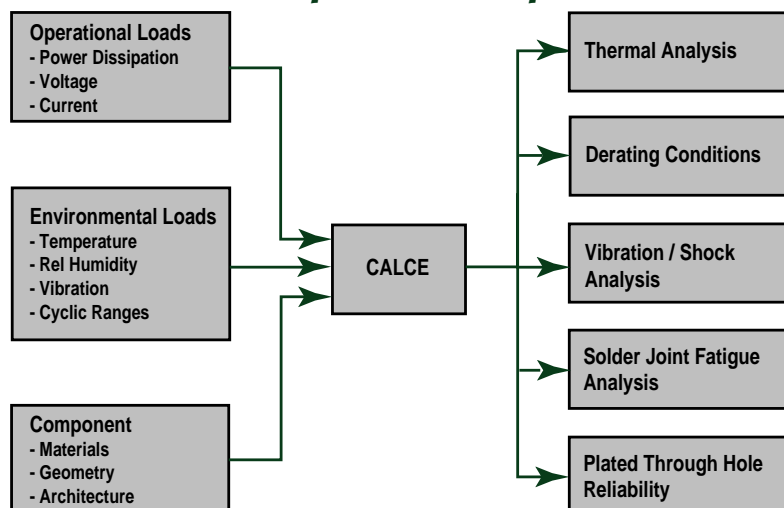 Operational Loads
- Power Dissipation
- Voltage
- Current
Environmental Loads
- Temperature
- Rel Humidity
- Vibration
- Cyclic Ranges
Component
- Materials
- Geometry
- Architecture
CALCE
Thermal Analysis
Derating Conditions
Vibration / Shock
Analysis
Solder Joint Fatigue
Analysis
Plated Through Hole
Reliability